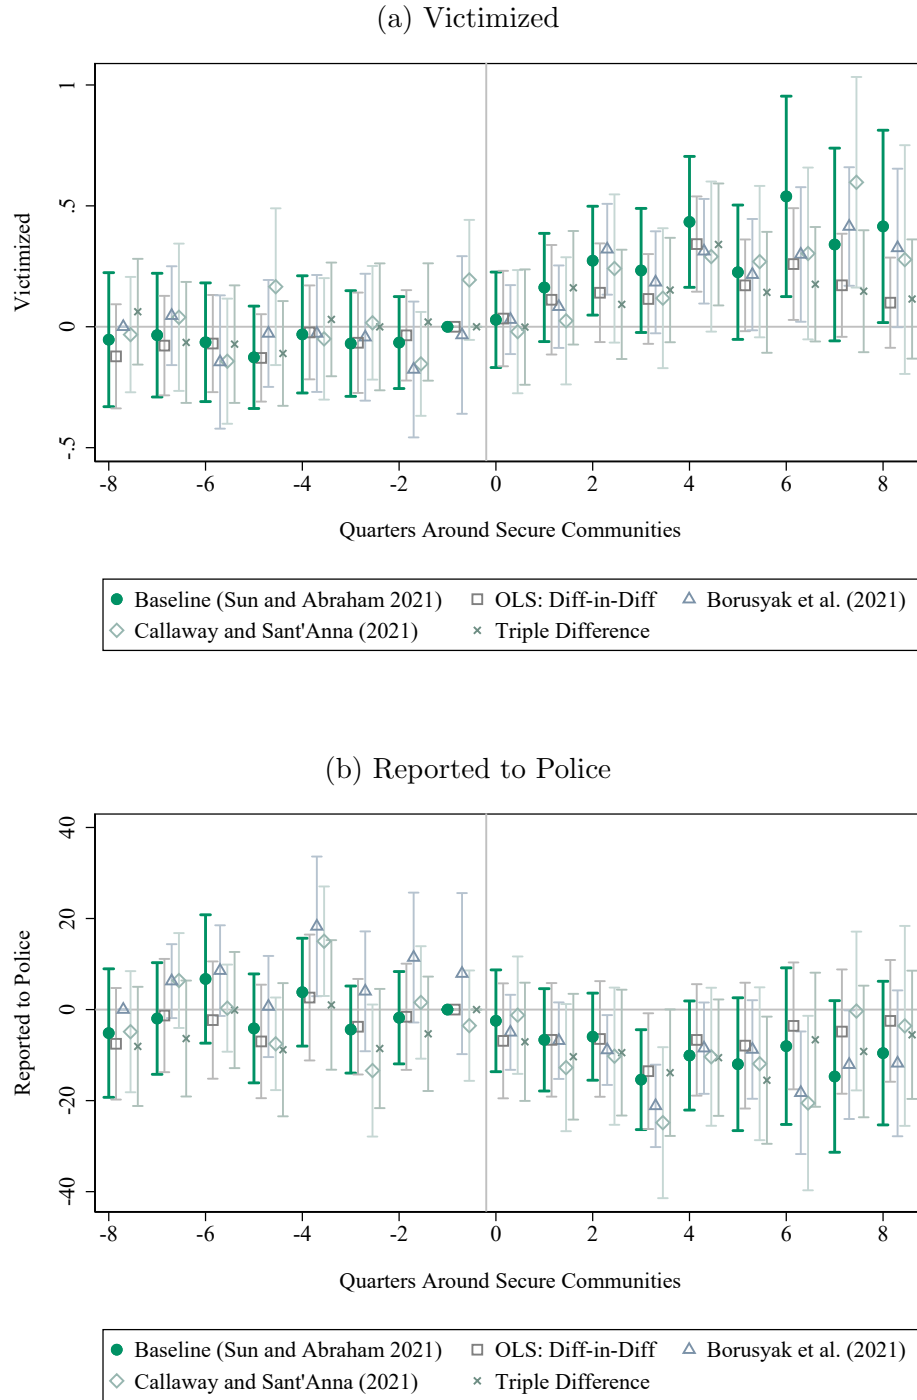 (a) Victimized
1
.5
0
-.5
Victimized
-8 -6 -4 -2 0 2 4 6 8
Quarters Around Secure Communities
Baseline (Sun and Abraham 2021) OLS: Diff-in-Diff Borusyak et al. (2021)
Callaway and Sant'Anna (2021) Triple Difference
(b) Reported to Police
40
20
0
-20
-40
Reported to Police
-8 -6 -4 -2 0 2 4 6 8
Quarters Around Secure Communities
Baseline (Sun and Abraham 2021) OLS: Diff-in-Diff Borusyak et al. (2021)
Callaway and Sant'Anna (2021) Triple Difference